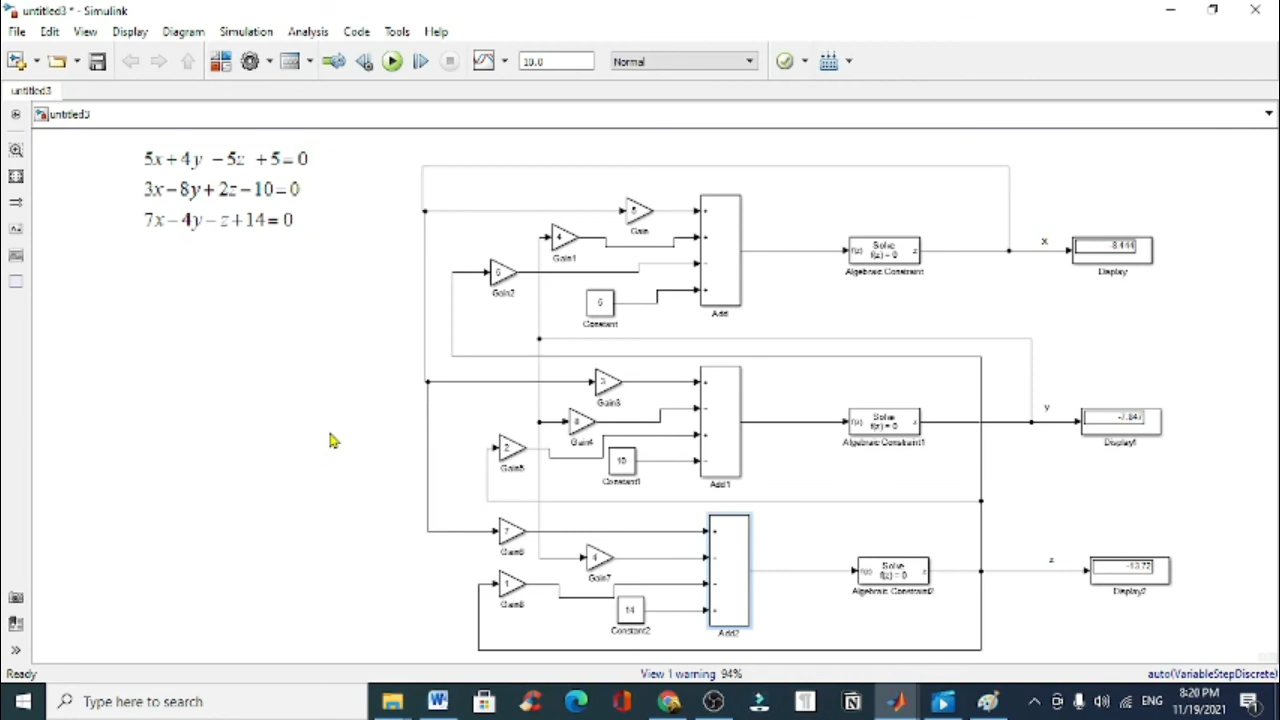 untitled3 * - Simulink
File Edit View Display Diagram Simulation Analysis Code Tools Help
10.0 Normal
untitled3
untitled3
5x+4y -5z +5=0
3x-8y+2z-10=0
7x-4y-z+14=0
Gain
4
Gain1
Gain2
Constant
Add
f(z) Solve f(z) = 0 z
Algebraic Constraint
x
Display
3
Gain3
Gain4
2
Gain5
10
Constant1
Add1
f(z) Solve f(z) = 0 z
Algebraic Constraint1
y
-7.847
Display1
7
Gain6
4
Gain7
1
Gain8
14
Constant2
Add2
f(z) Solve f(z) = 0 z
Algebraic Constraint2
z
-13.72
Display2
Ready View 1 warning 94% auto(VariableStepDiscrete)
Type here to search ENG 8:20 PM
11/19/2021